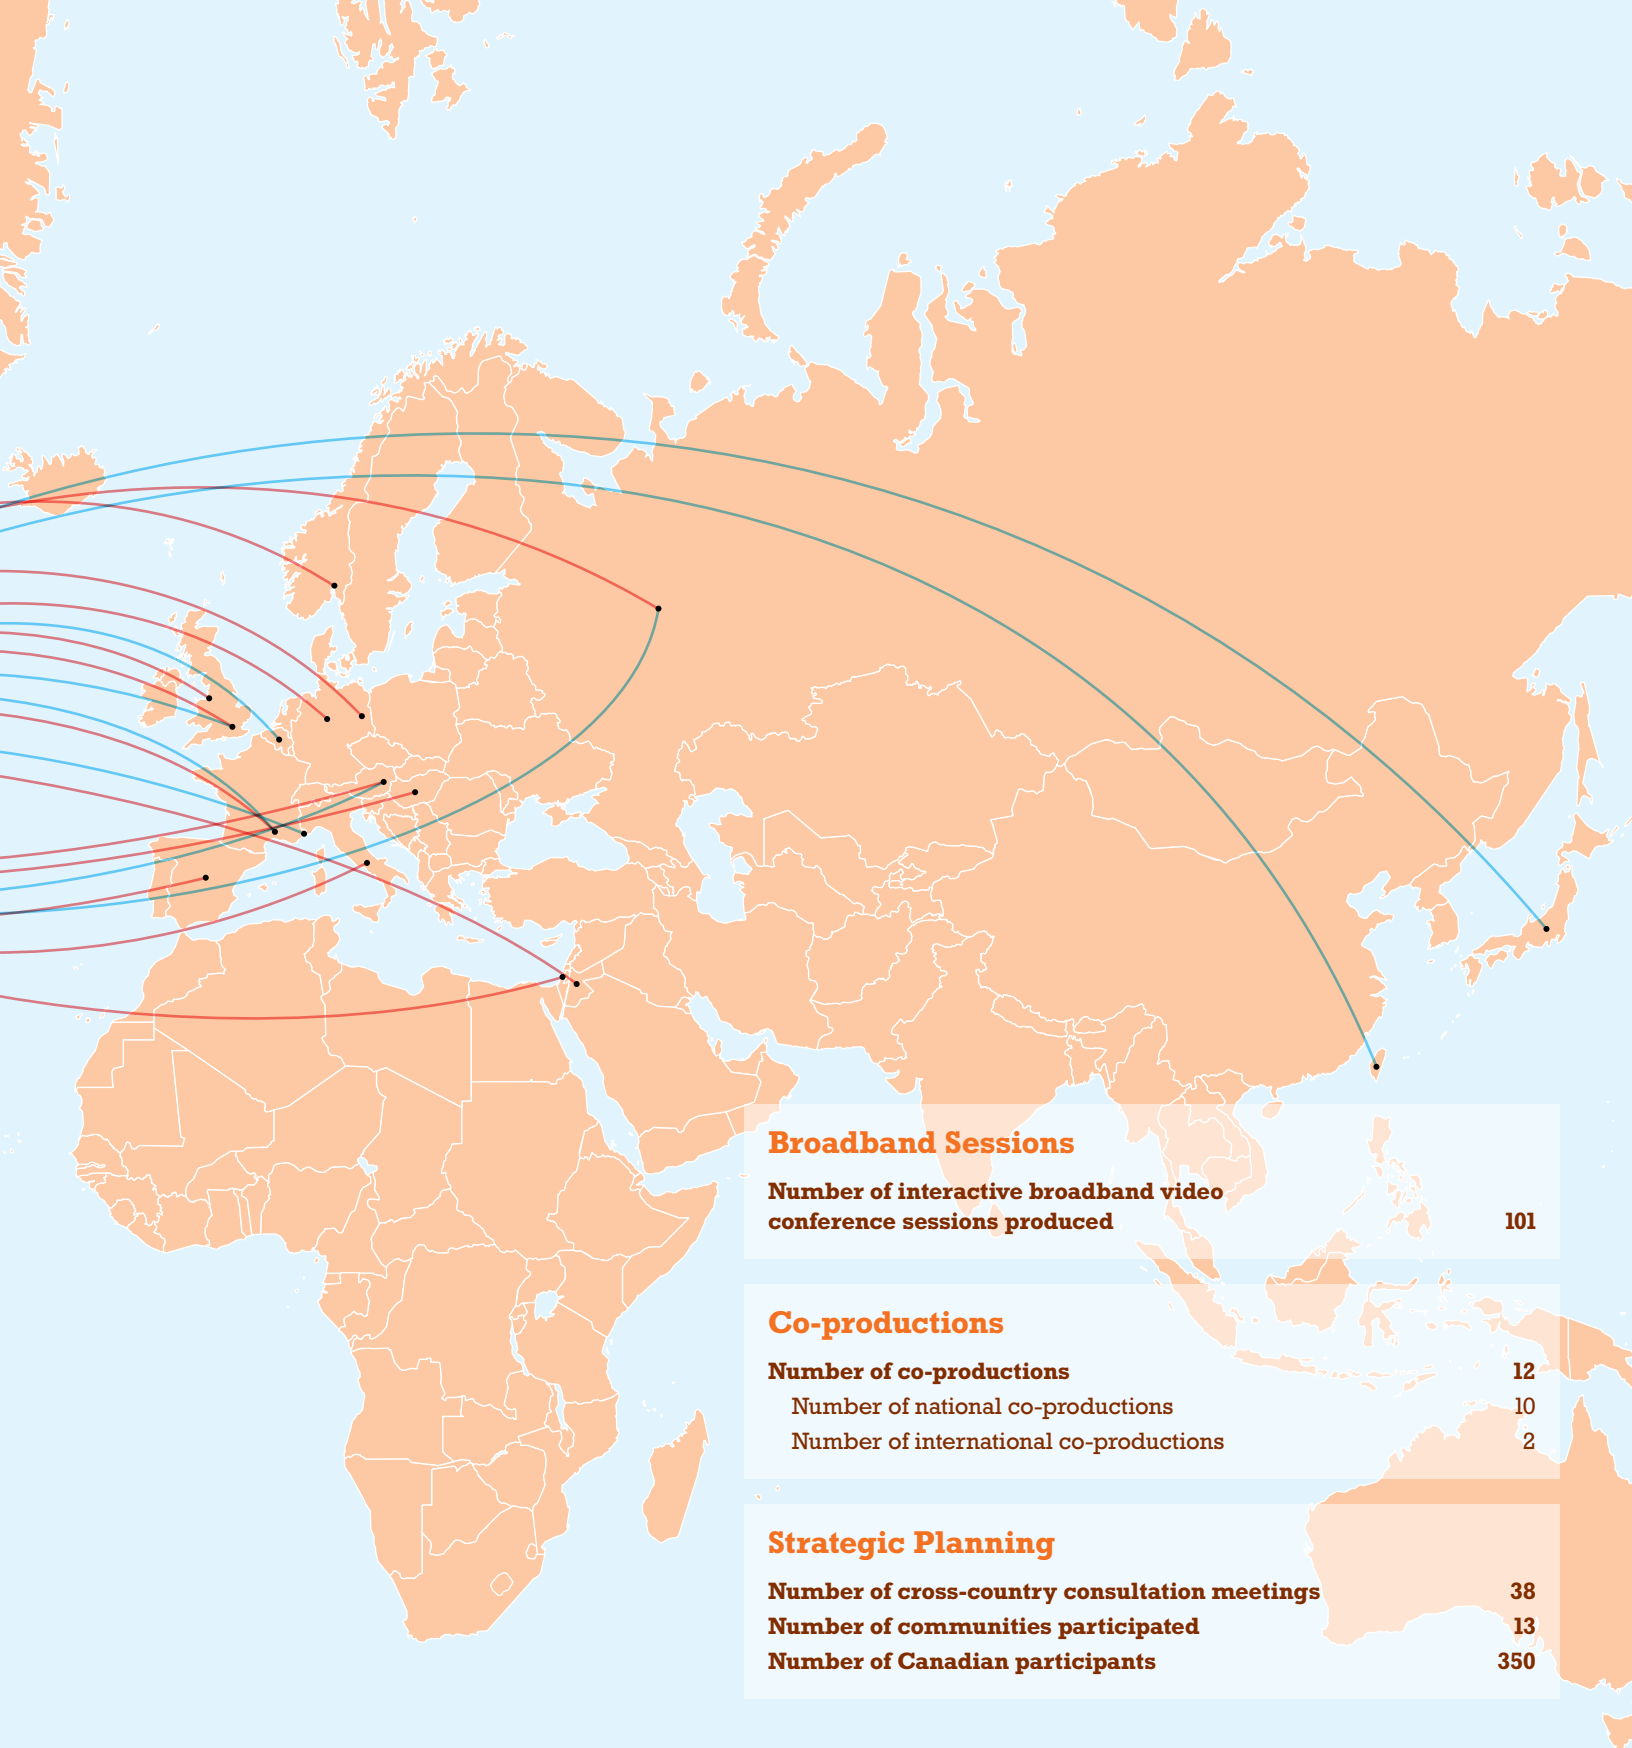 Broadband Sessions
Number of interactive broadband video
conference sessions produced 101
Co-productions
Number of co-productions 12
Number of national co-productions 10
Number of international co-productions 2
Strategic Planning
Number of cross-country consultation meetings 38
Number of communities participated 13
Number of Canadian participants 350